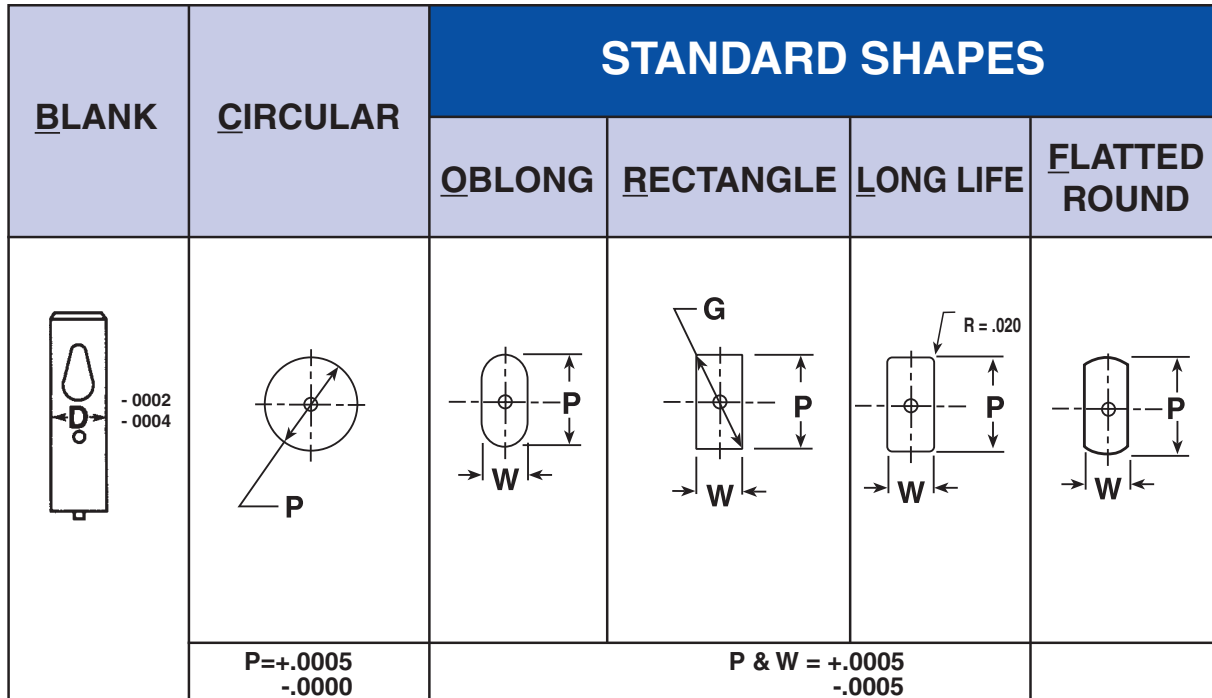 STANDARD SHAPES
BLANK
CIRCULAR
OBLONG
RECTANGLE
LONG LIFE
FLATTED
ROUND
D
- 0002
- 0004
P
P
W
G
P
W
R = .020
P
W
P
W
P=+.0005
-.0000
P & W = +.0005
-.0005